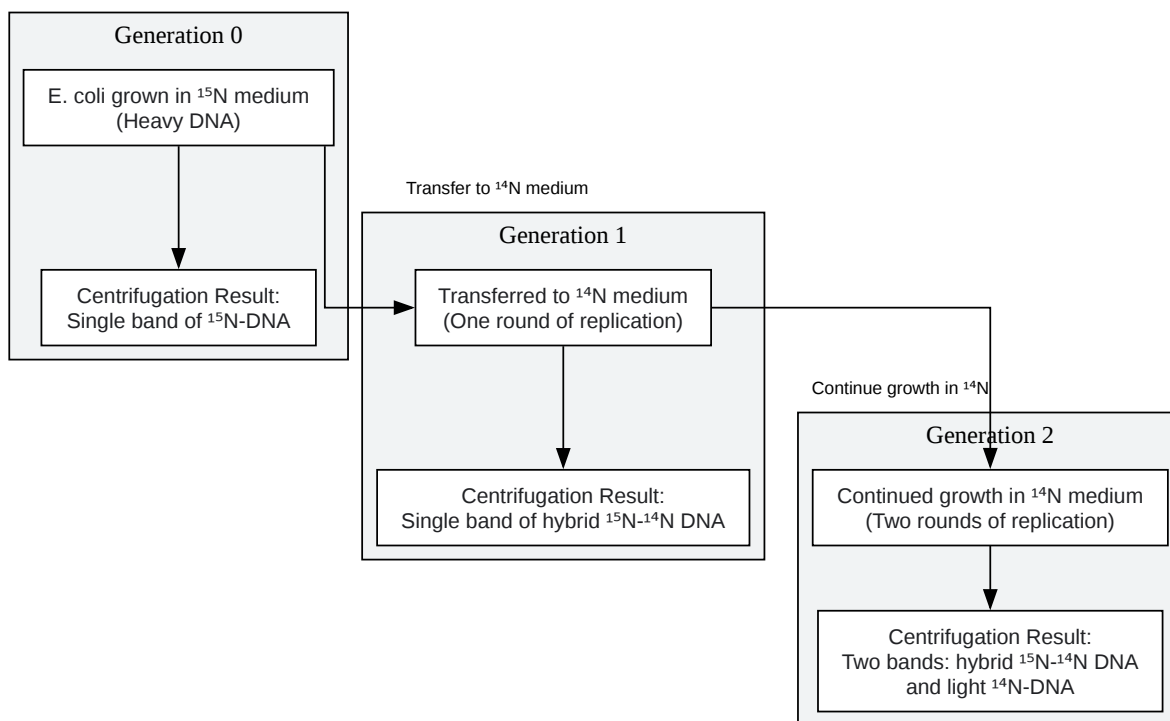 Generation 0
E. coli grown in ¹⁵N medium
(Heavy DNA)
Centrifugation Result:
Single band of ¹⁵N-DNA
Transfer to ¹⁴N medium
Generation 1
Transferred to ¹⁴N medium
(One round of replication)
Centrifugation Result:
Single band of hybrid ¹⁵N-¹⁴N DNA
Continue growth in ¹⁴N
Generation 2
Continued growth in ¹⁴N medium
(Two rounds of replication)
Centrifugation Result:
Two bands: hybrid ¹⁵N-¹⁴N DNA
and light ¹⁴N-DNA